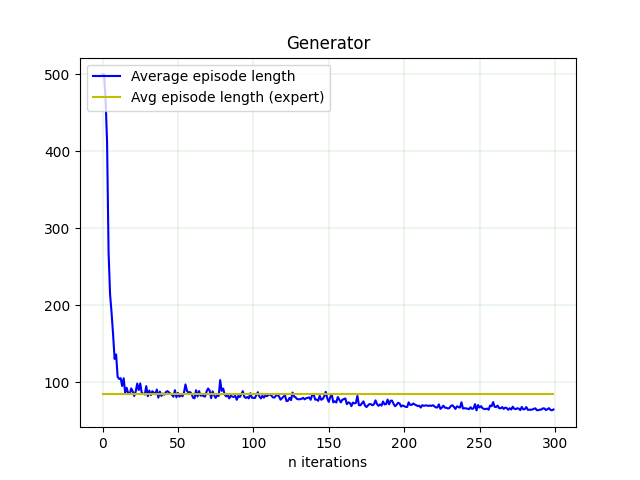 Generator
Average episode length
Avg episode length (expert)
500
400
300
200
100
0 50 100 150 200 250 300
n iterations